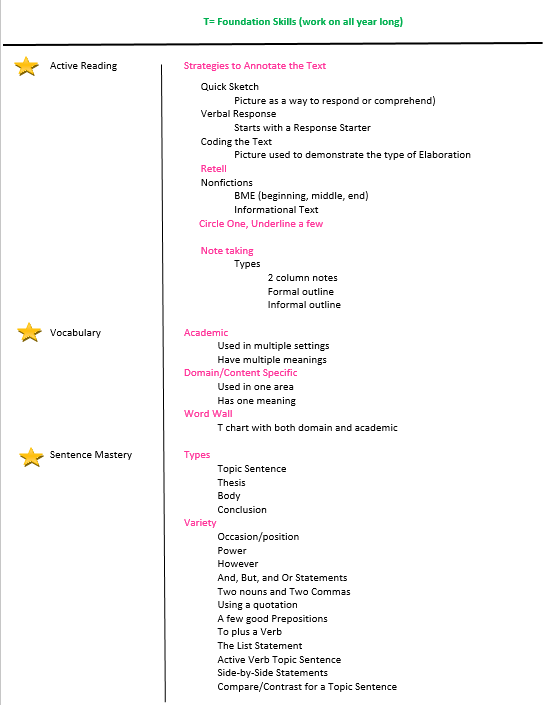 T= Foundation Skills (work on all year long)
Active Reading
Strategies to Annotate the Text
Quick Sketch
Picture as a way to respond or comprehend)
Verbal Response
Starts with a Response Starter
Coding the Text
Picture used to demonstrate the type of Elaboration
Retell
Nonfictions
BME (beginning, middle, end)
Informational Text
Circle One, Underline a few
Note taking
Types
2 column notes
Formal outline
Informal outline
Vocabulary
Academic
Used in multiple settings
Have multiple meanings
Domain/Content Specific
Used in one area
Has one meaning
Word Wall
T chart with both domain and academic
Sentence Mastery
Types
Topic Sentence
Thesis
Body
Conclusion
Variety
Occasion/position
Power
However
And, But, and Or Statements
Two nouns and Two Commas
Using a quotation
A few good Prepositions
To plus a Verb
The List Statement
Active Verb Topic Sentence
Side-by-Side Statements
Compare/Contrast for a Topic Sentence